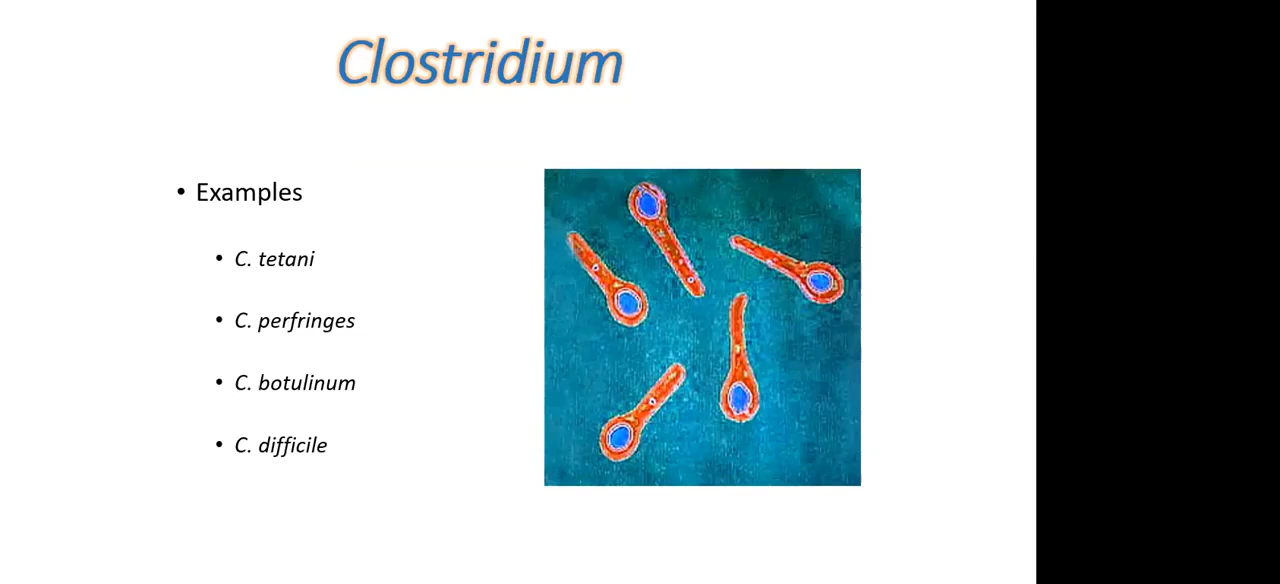 Clostridium
• Examples
• C. tetani
• C. perfringes
• C. botulinum
• C. difficile